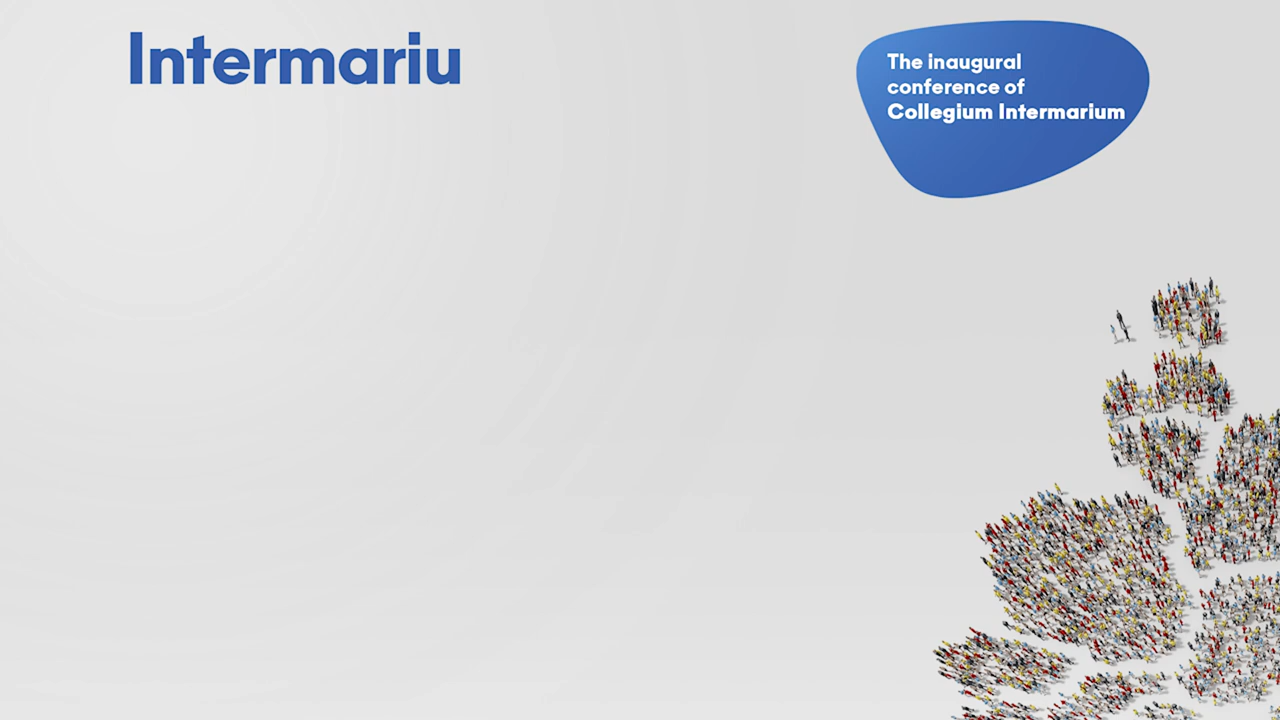 Intermariu
The inaugural
conference of
Collegium Intermarium